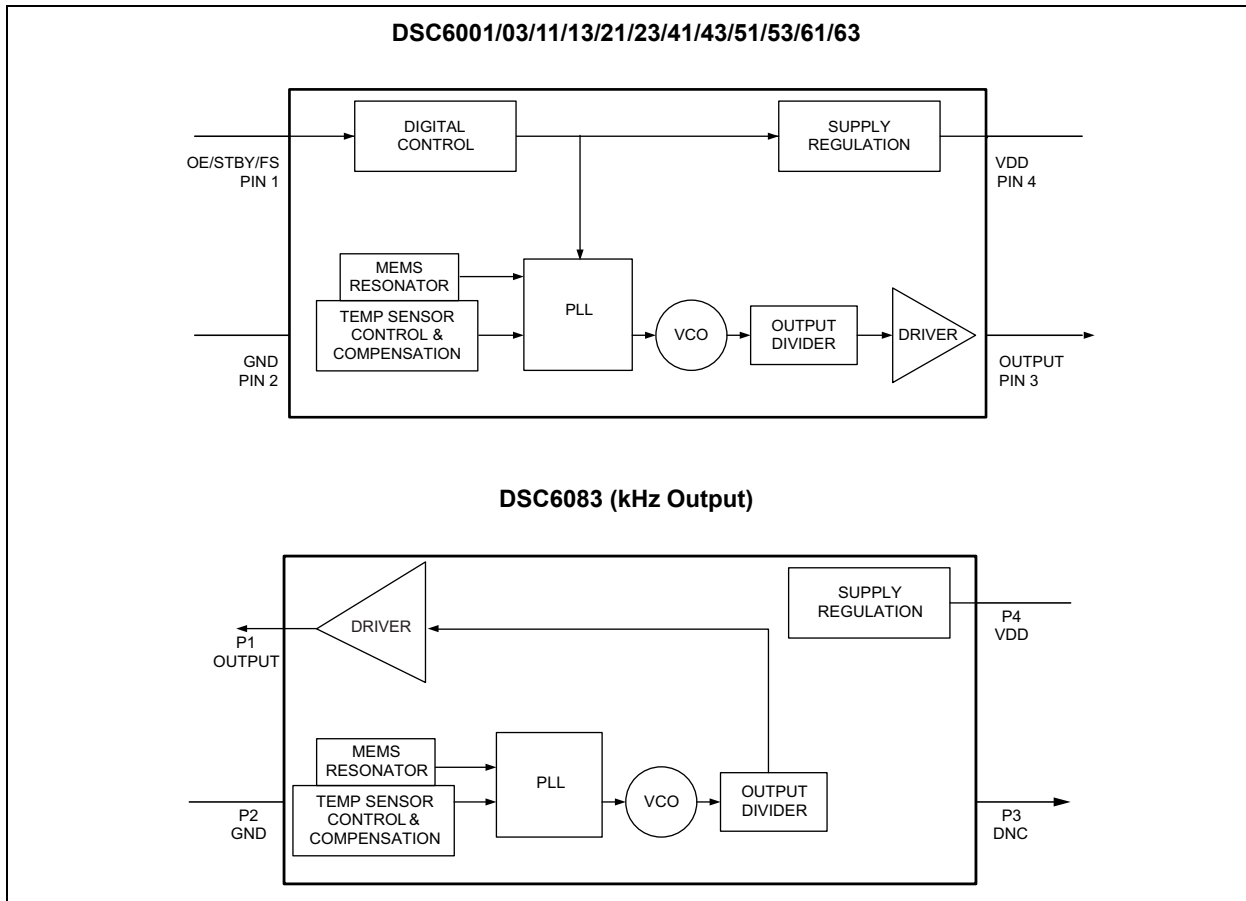 DSC6001/03/11/13/21/23/41/43/51/53/61/63
DIGITAL
CONTROL
SUPPLY
REGULATION
OE/STBY/FS
PIN 1
VDD
PIN 4
MEMS
RESONATOR
TEMP SENSOR
CONTROL &
COMPENSATION
PLL
VCO
OUTPUT
DIVIDER
DRIVER
GND
PIN 2
OUTPUT
PIN 3
DSC6083 (kHz Output)
SUPPLY
REGULATION
DRIVER
P1
OUTPUT
P4
VDD
MEMS
RESONATOR
TEMP SENSOR
CONTROL &
COMPENSATION
PLL
VCO
OUTPUT
DIVIDER
P2
GND
P3
DNC